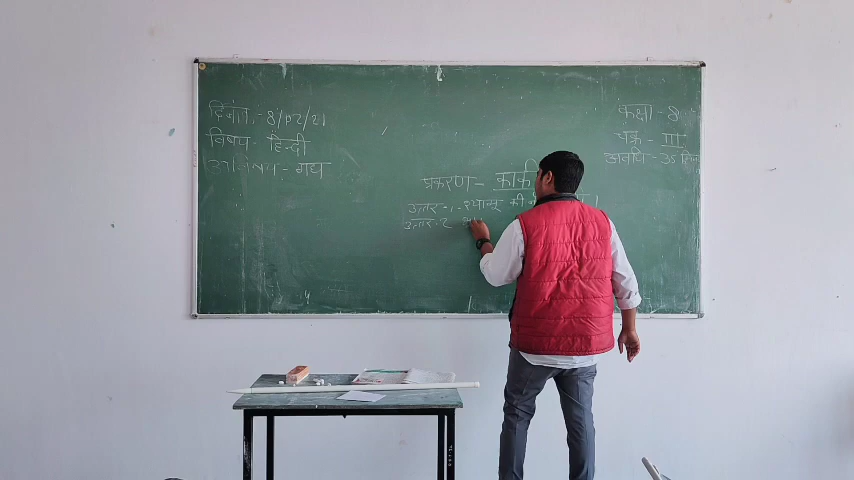 दिनांक - 8/02/21
विषय - हिन्दी
उपविषय - गद्य
कक्षा - 8
चक्र - III
अवधि - 35 मि
प्रकरण - काकी
उत्तर - 1. श्यामू की
उत्तर - 2